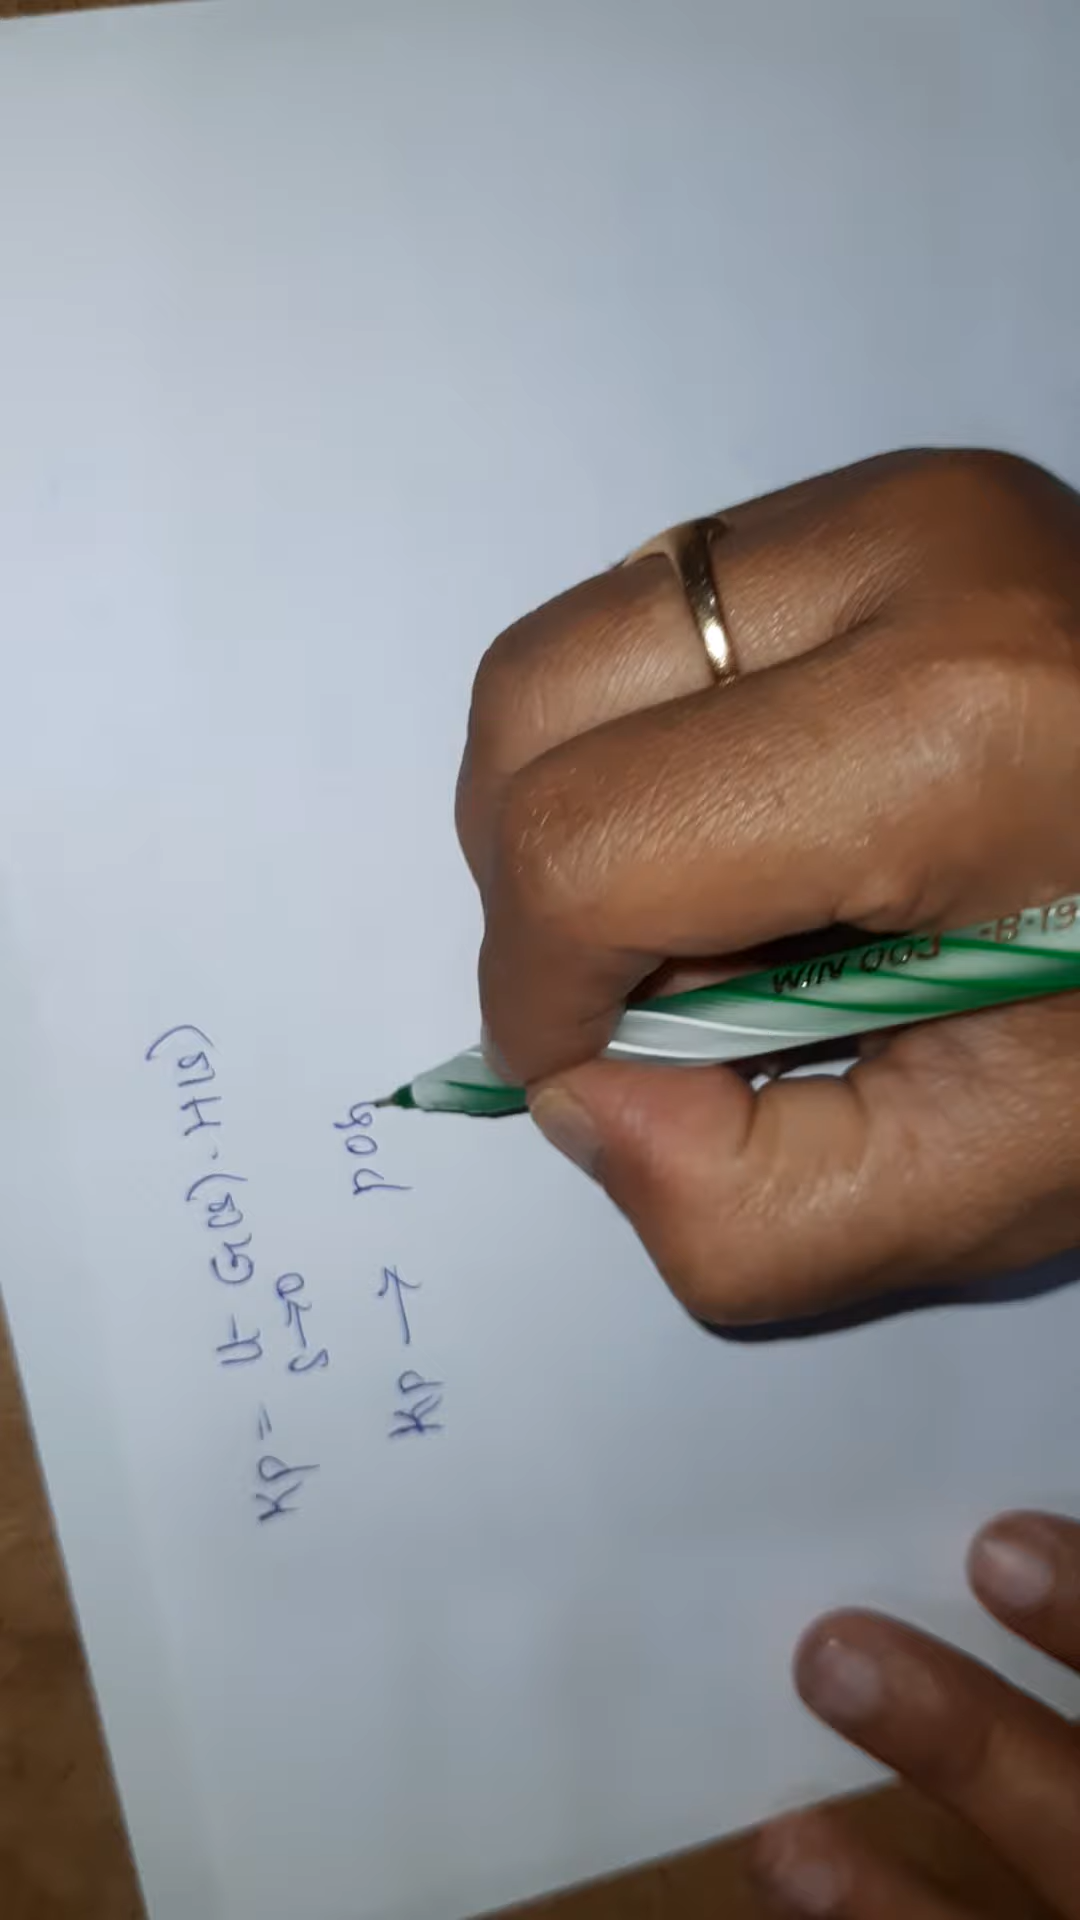 Kp = lt G(s) . H(s)
s→0
Kp → pos